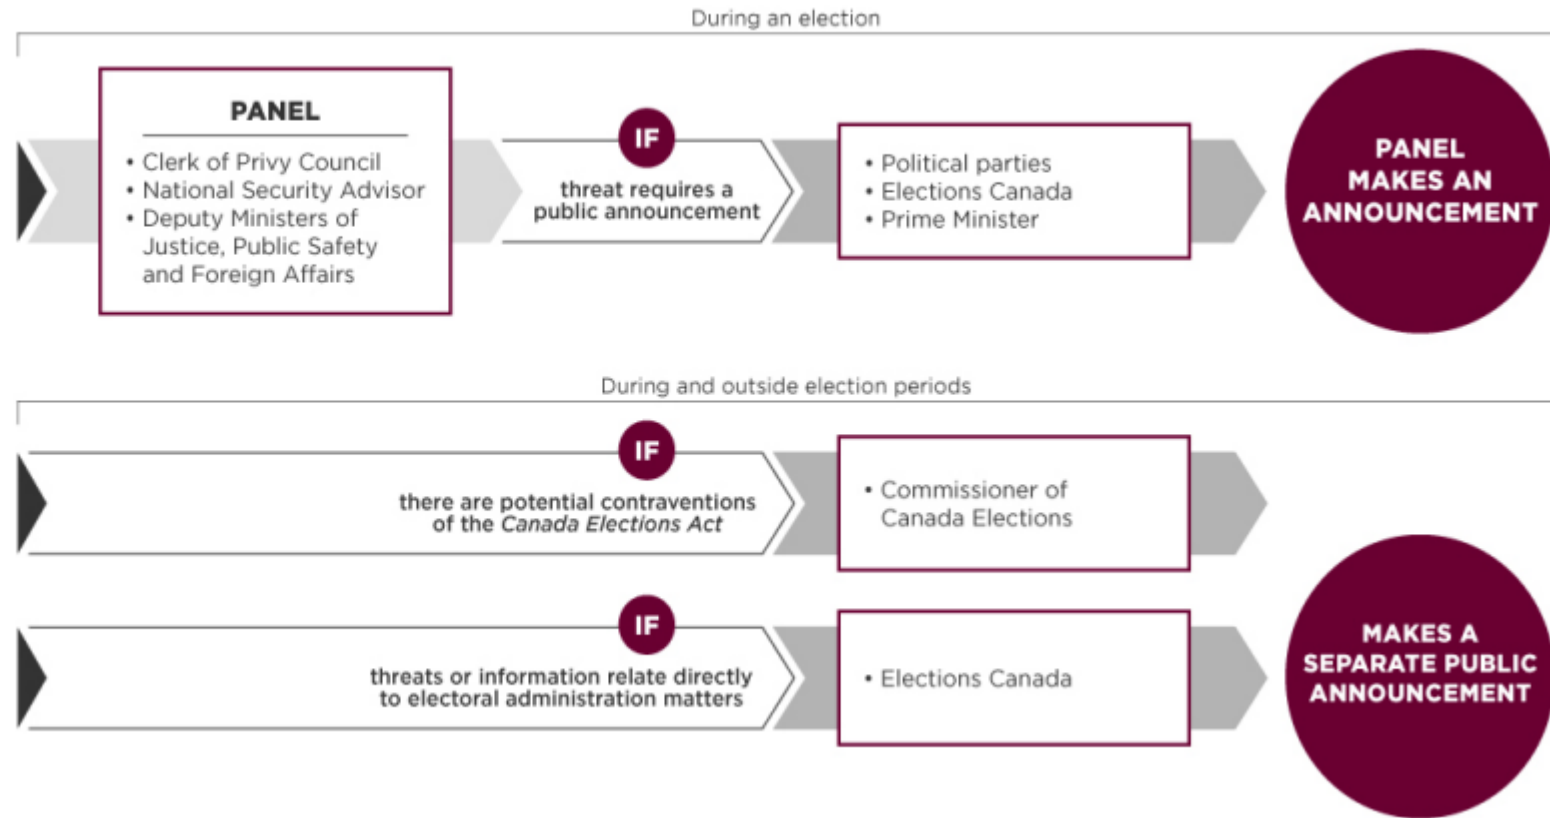 During an election
PANEL
• Clerk of Privy Council
• National Security Advisor
• Deputy Ministers of
Justice, Public Safety
and Foreign Affairs
IF
threat requires a
public announcement
• Political parties
• Elections Canada
• Prime Minister
PANEL
MAKES AN
ANNOUNCEMENT
During and outside election periods
IF
there are potential contraventions
of the Canada Elections Act
• Commissioner of
Canada Elections
IF
threats or information relate directly
to electoral administration matters
• Elections Canada
MAKES A
SEPARATE PUBLIC
ANNOUNCEMENT